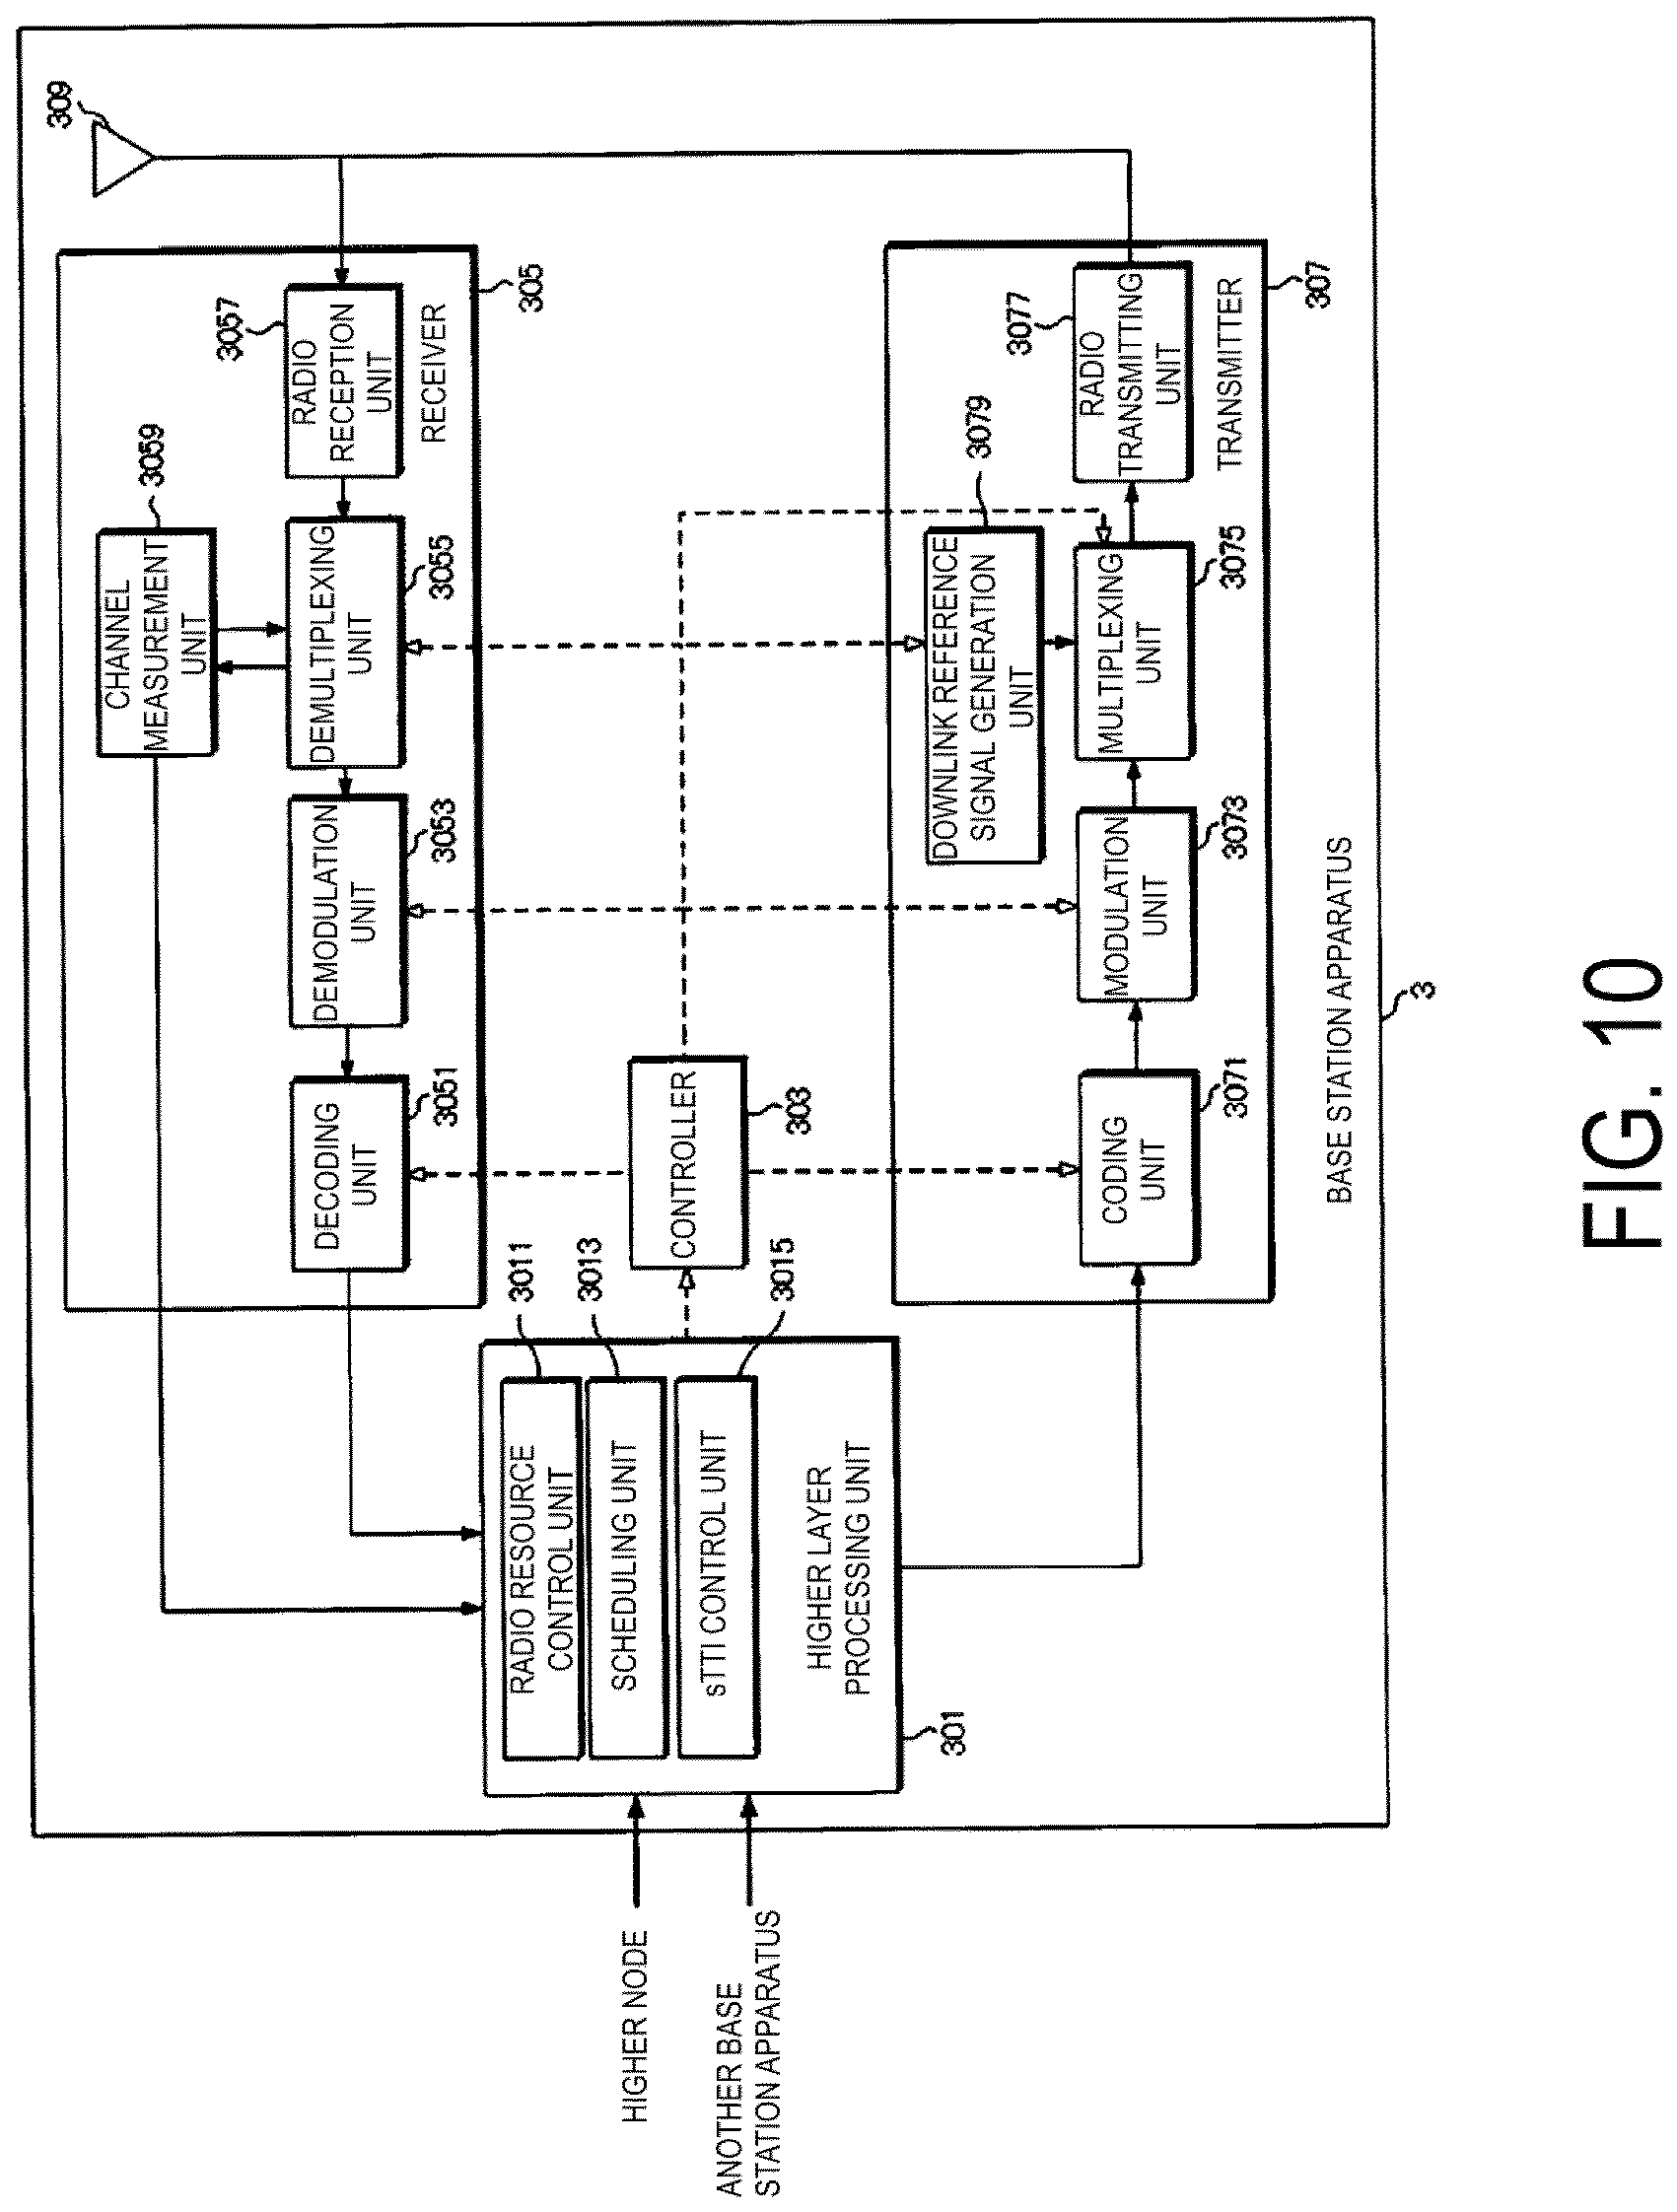 309
3059
CHANNEL
MEASUREMENT
UNIT
3057
RADIO
RECEPTION
UNIT
DEMULTIPLEXING
UNIT
3055
DEMODULATION
UNIT
3053
DECODING
UNIT
3051
RECEIVER
305
3011
RADIO RESOURCE
CONTROL UNIT
3013
SCHEDULING UNIT
3015
sTTI CONTROL UNIT
HIGHER LAYER
PROCESSING UNIT
301
HIGHER NODE
ANOTHER BASE
STATION APPARATUS
CONTROLLER
303
3079
DOWNLINK REFERENCE
SIGNAL GENERATION
UNIT
CODING
UNIT
3071
MODULATION
UNIT
3073
MULTIPLEXING
UNIT
3075
3077
RADIO
TRANSMITTING
UNIT
TRANSMITTER
307
BASE STATION APPARATUS
3
FIG. 10